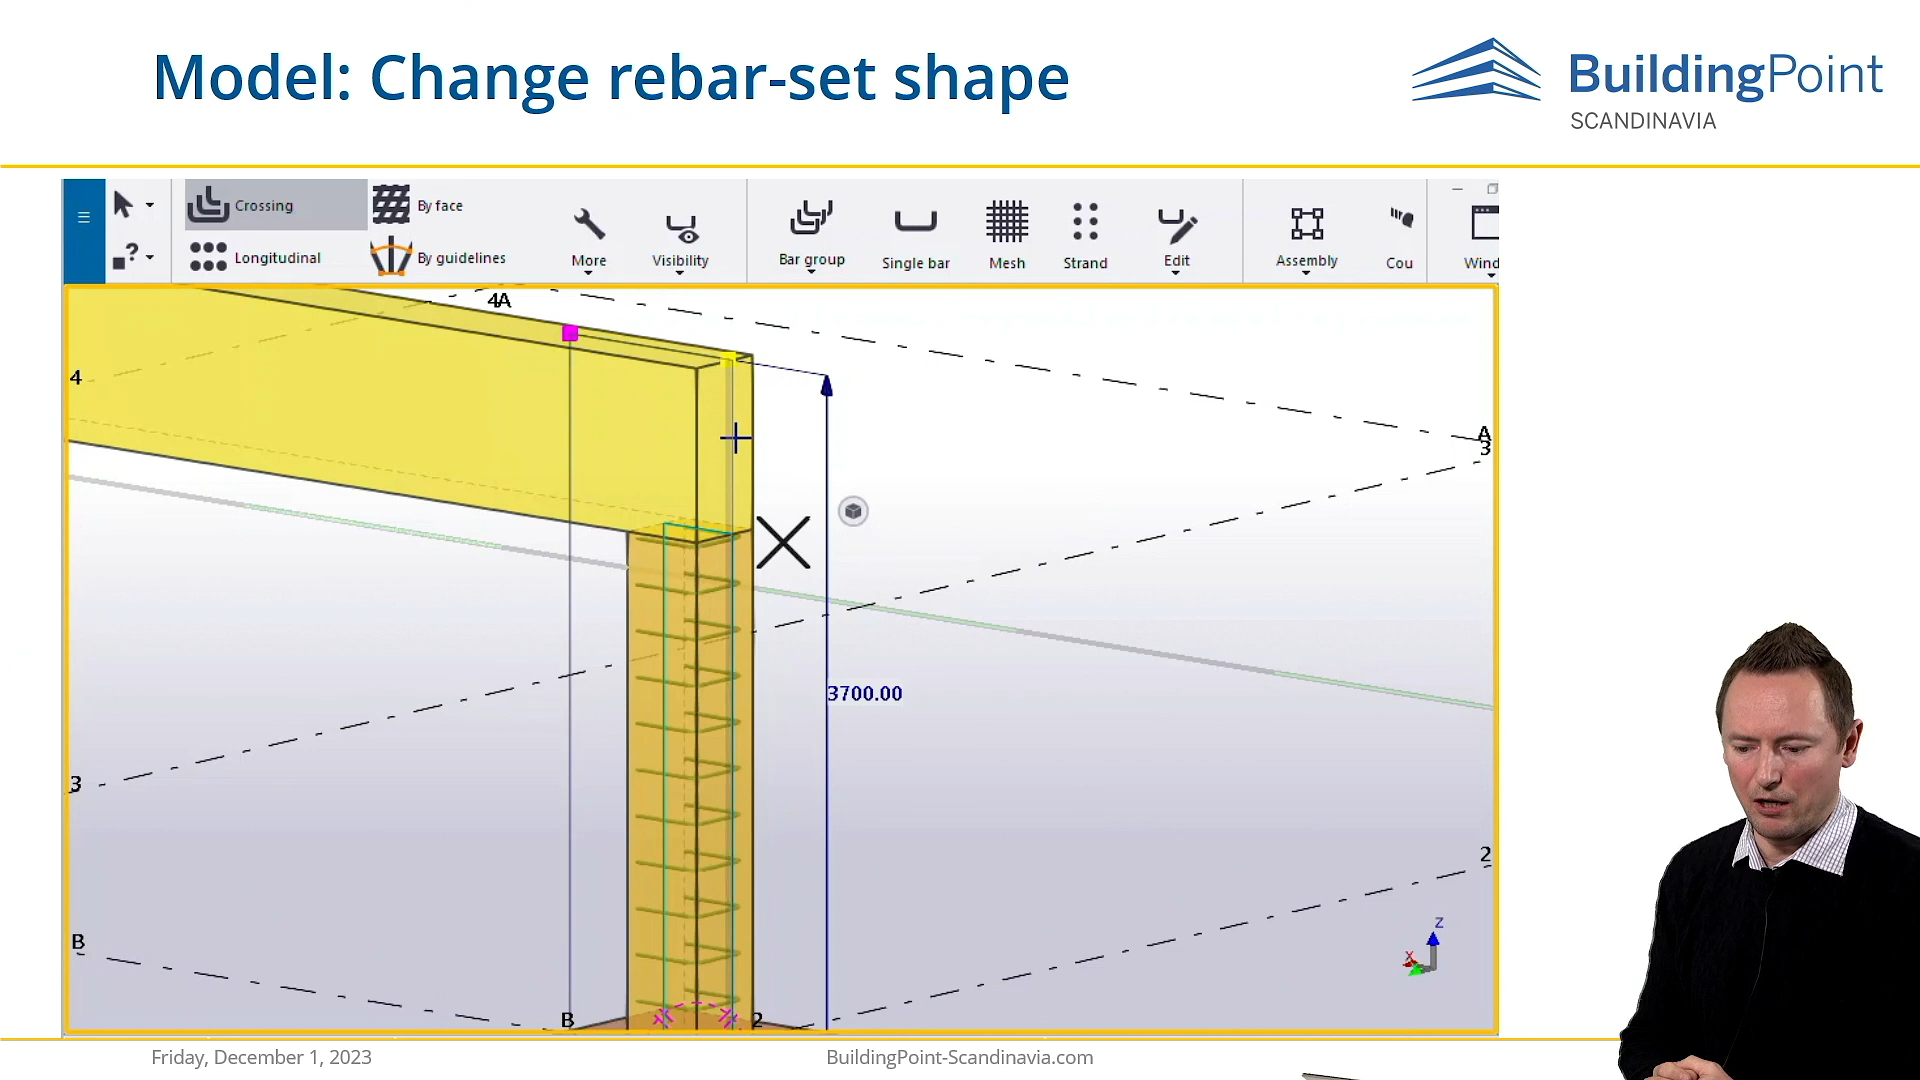 Model: Change rebar-set shape
BuildingPoint
SCANDINAVIA
Crossing
By face
Longitudinal
By guidelines
More
Visibility
Bar group
Single bar
Mesh
Strand
Edit
Assembly
Cou
Wind
?
4A
4
A
3
3700.00
3
2
B
B
2
Z
X
Friday, December 1, 2023
BuildingPoint-Scandinavia.com